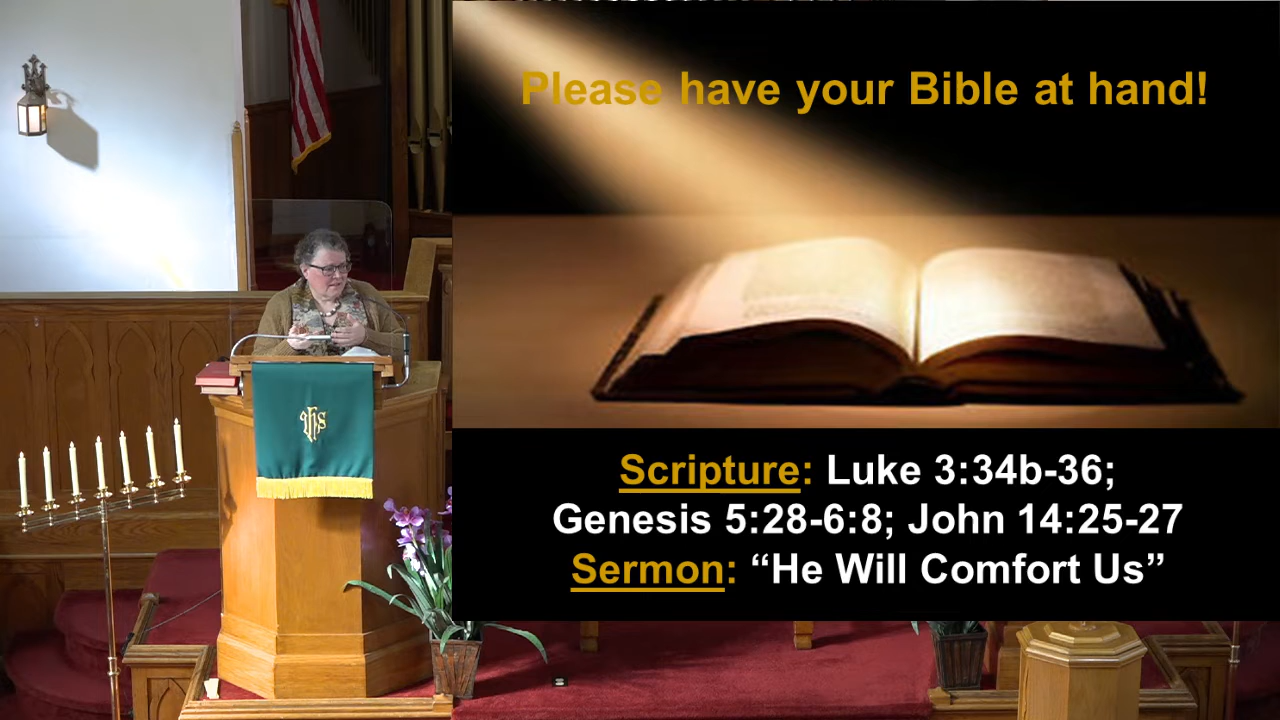 Please have your Bible at hand!
IHS
Scripture: Luke 3:34b-36;
Genesis 5:28-6:8; John 14:25-27
Sermon: “He Will Comfort Us”